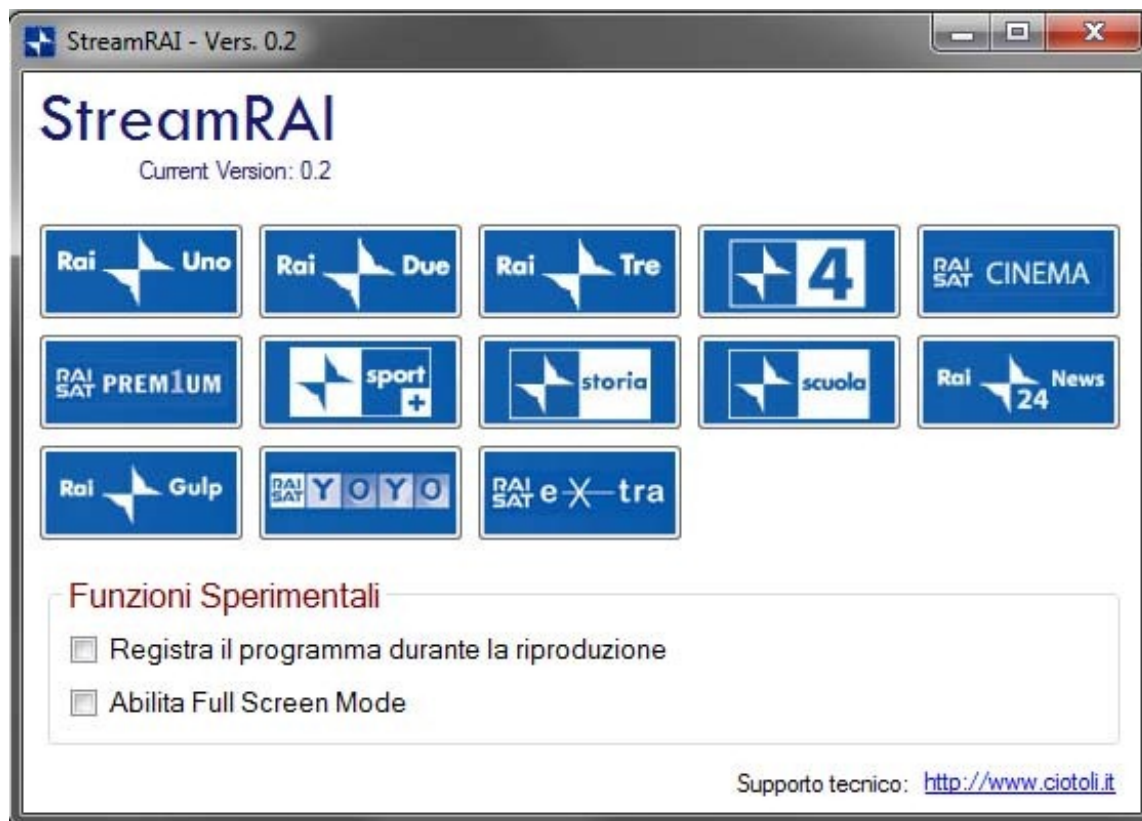 StreamRAI - Vers. 0.2
StreamRAI
Current Version: 0.2
Rai Uno
Rai Due
Rai Tre
4
RAI SAT CINEMA
RAI SAT PREM1UM
sport +
storia
scuola
Rai News 24
Rai Gulp
RAI SAT YOYO
RAI SAT eXtra
Funzioni Sperimentali
Registra il programma durante la riproduzione
Abilita Full Screen Mode
Supporto tecnico: http://www.ciotoli.it